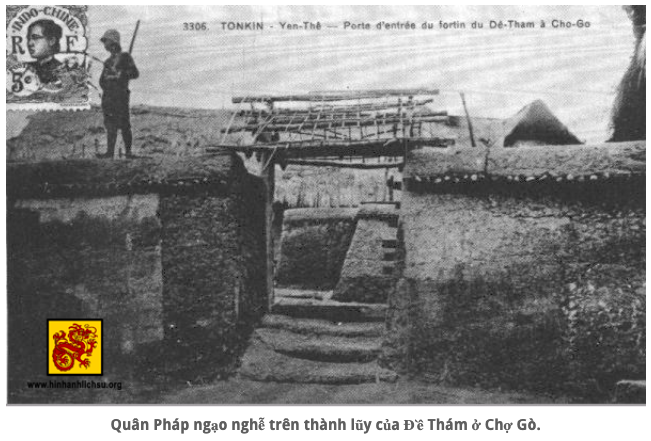 3306. TONKIN - Yen-Thê — Porte d'entrée du fortin du Dê-Tham à Cho-Go
INDO-CHINE
R F
5c
www.hinhanhlichsu.org
Quân Pháp ngạo nghễ trên thành lũy của Đề Thám ở Chợ Gò.